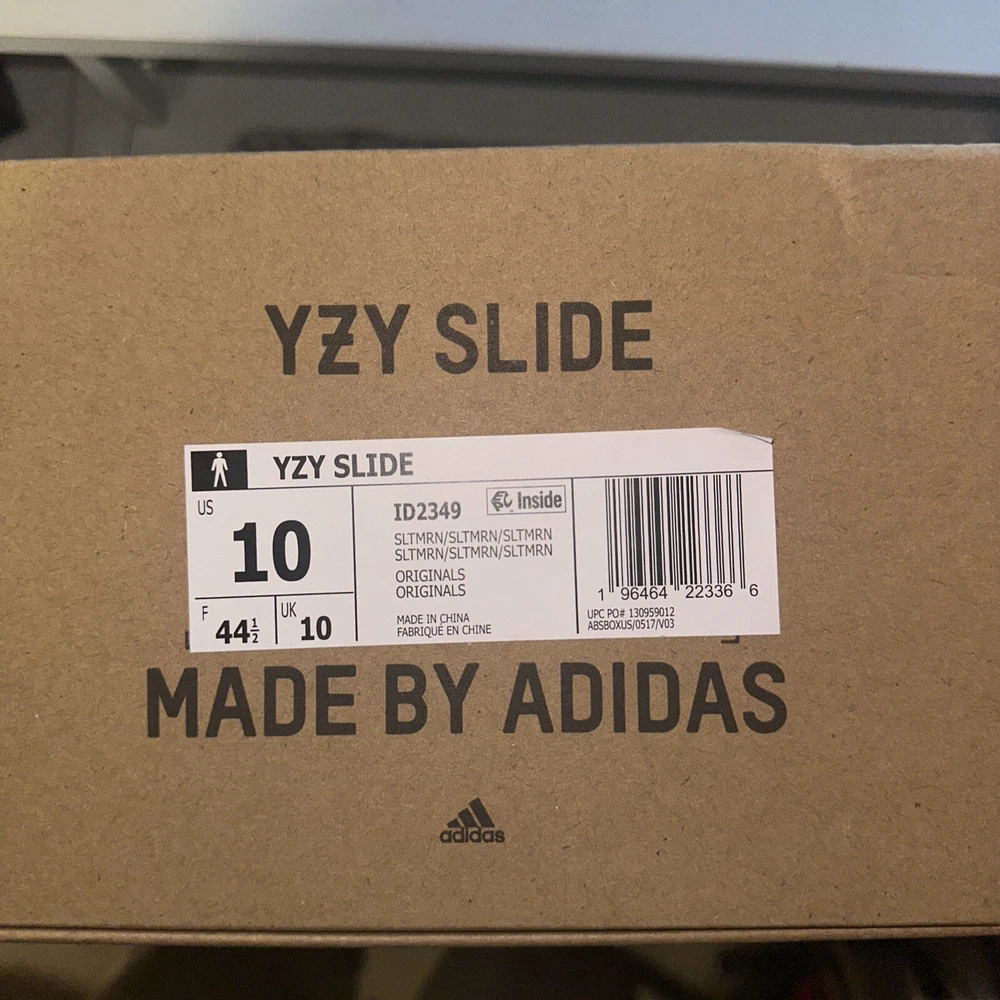 YZY SLIDE
YZY SLIDE
US
10
F
44½
UK
10
ID2349
Inside
SLTMRN/SLTMRN/SLTMRN
SLTMRN/SLTMRN/SLTMRN
ORIGINALS
ORIGINALS
MADE IN CHINA
FABRIQUÉ EN CHINE
1 96464 22336 6
UPC PO# 130959012
ABSBOXUS/0517/V03
MADE BY ADIDAS
adidas